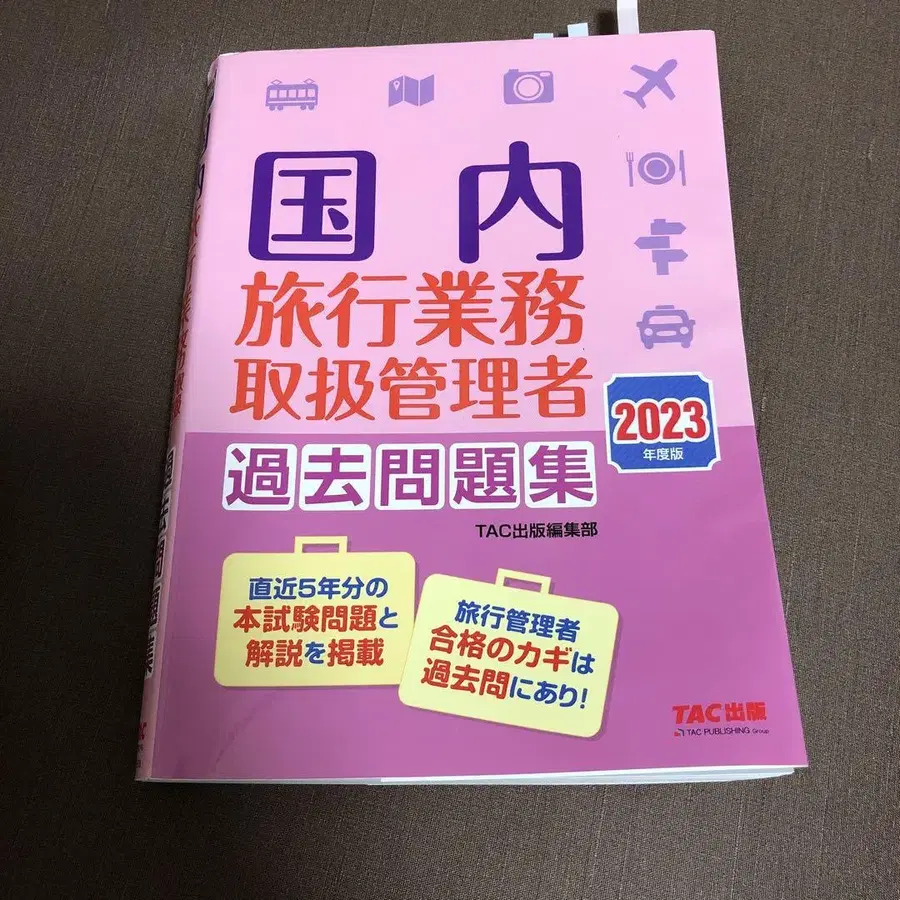 国内
旅行業務
取扱管理者
2023
年度版
過去問題集
TAC出版編集部
直近5年分の
本試験問題と
解説を掲載
旅行管理者
合格のカギは
過去問にあり!
TAC出版
TAC PUBLISHING Group